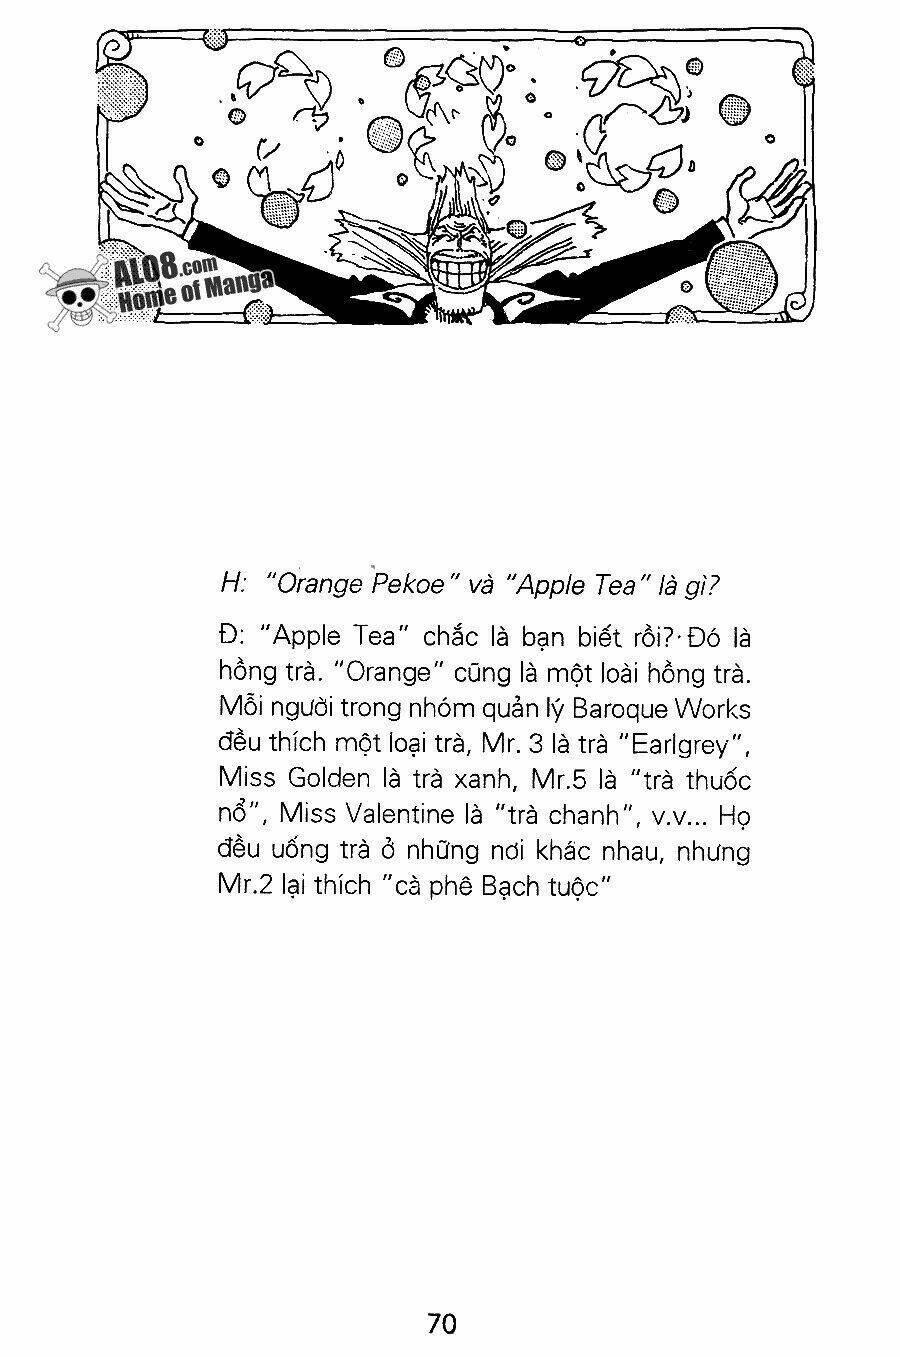 ALO8.com
Home of Manga
H: "Orange Pekoe" và "Apple Tea" là gì?
Đ: "Apple Tea" chắc là bạn biết rồi? Đó là
hồng trà. "Orange" cũng là một loài hồng trà.
Mỗi người trong nhóm quản lý Baroque Works
đều thích một loại trà, Mr. 3 là trà "Earlgrey",
Miss Golden là trà xanh, Mr.5 là "trà thuốc
nổ", Miss Valentine là "trà chanh", v.v... Họ
đều uống trà ở những nơi khác nhau, nhưng
Mr.2 lại thích "cà phê Bạch tuộc"
70